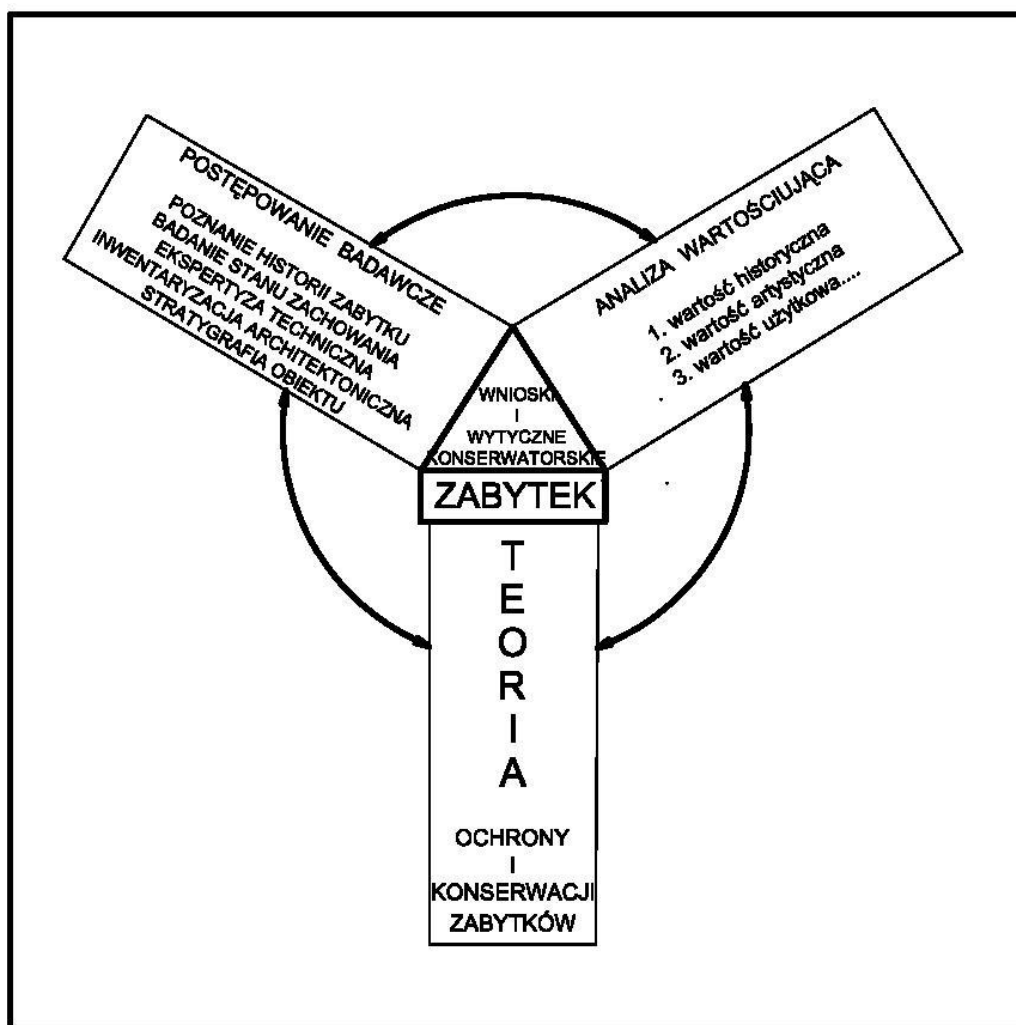 POSTĘPOWANIE BADAWCZE
POZNANIE HISTORII ZABYTKU
BADANIE STANU ZACHOWANIA
EKSPERTYZA TECHNICZNA
INWENTARYZACJA ARCHITEKTONICZNA
STRATYGRAFIA OBIEKTU
ANALIZA WARTOŚCIUJĄCA
1. wartość historyczna
2. wartość artystyczna
3. wartość użytkowa....
WNIOSKI
I
WYTYCZNE
KONSERWATORSKIE
ZABYTEK
T
E
O
R
I
A
OCHRONY
I
KONSERWACJI
ZABYTKÓW